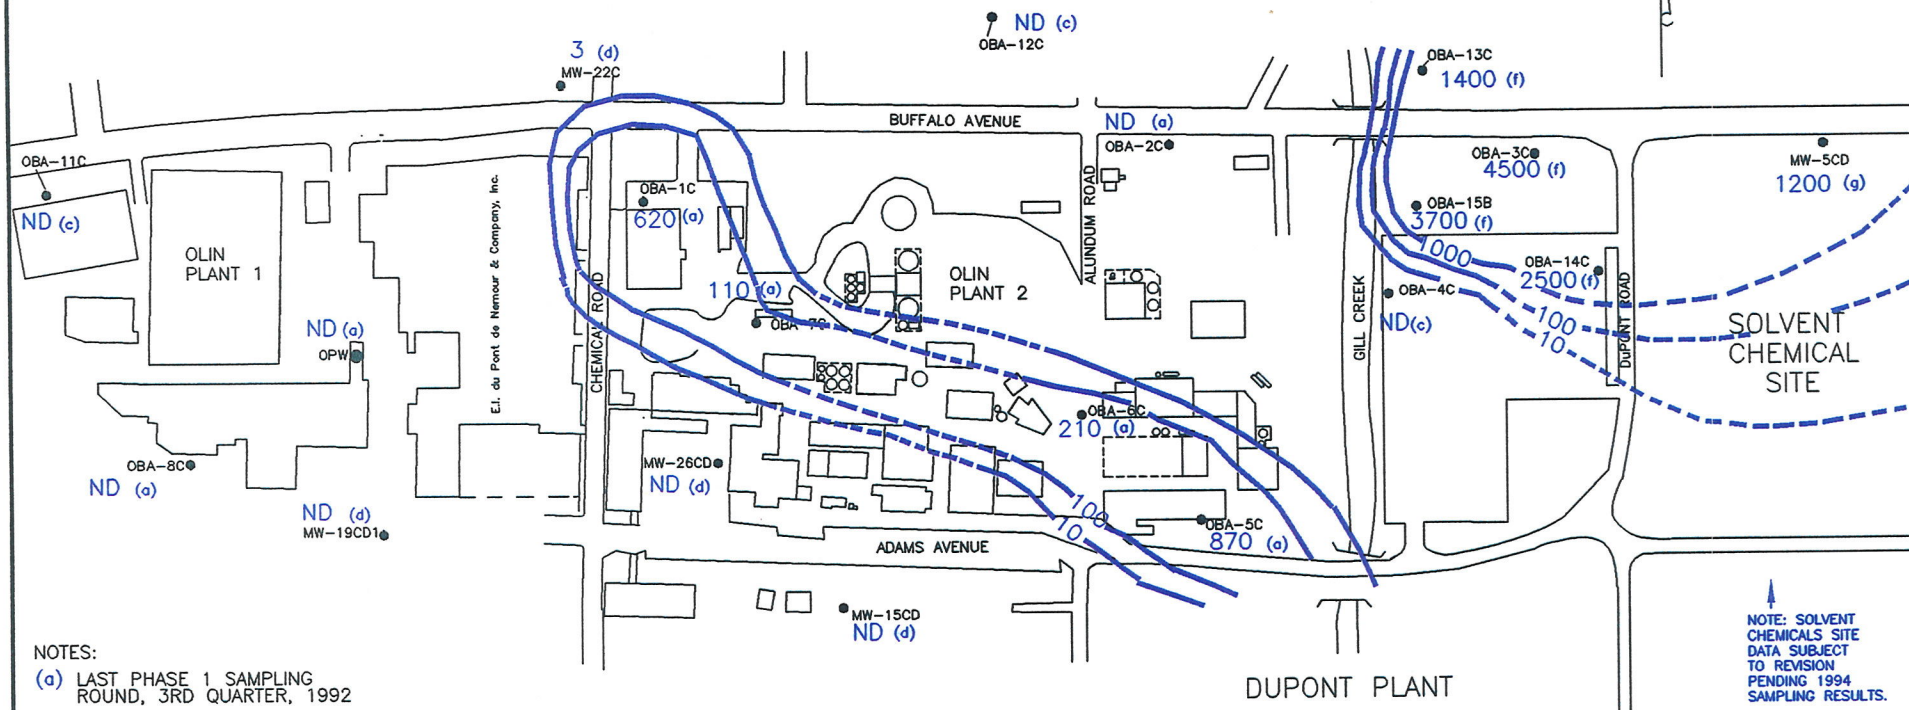 ND (c)
OBA-12C
3 (d)
MW-22C
OBA-13C
1400 (f)
BUFFALO AVENUE
ND (a)
OBA-2C
OBA-3C
4500 (f)
MW-5CD
1200 (g)
OBA-11C
ND (c)
OLIN
PLANT 1
E.I. du Pont de Nemour & Company, Inc.
OBA-1C
620 (a)
ALUNDUM ROAD
OBA-15B
3700 (f)
1000
OBA-14C
2500 (f)
OLIN
PLANT 2
110 (a)
OBA-7C
CHEMICAL ROAD
GILL CREEK
OBA-4C
ND(c)
100
10
DuPONT ROAD
SOLVENT
CHEMICAL
SITE
ND (a)
OPW
OBA-6C
210 (a)
OBA-8C
ND (a)
MW-26CD
ND (d)
ND (d)
MW-19CD1
100
10
OBA-5C
870 (a)
ADAMS AVENUE
MW-15CD
ND (d)
NOTE: SOLVENT
CHEMICALS SITE
DATA SUBJECT
TO REVISION
PENDING 1994
SAMPLING RESULTS.
DUPONT PLANT
NOTES:
(a) LAST PHASE 1 SAMPLING
ROUND, 3RD QUARTER, 1992